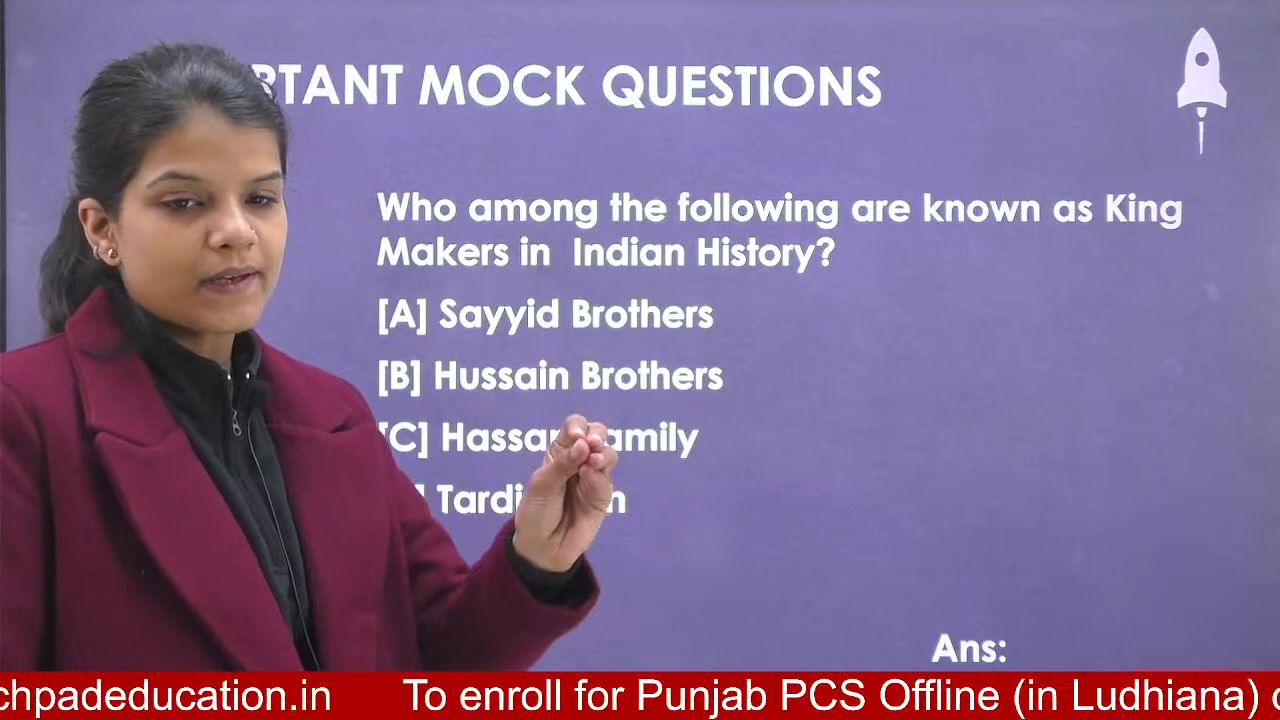 RTANT MOCK QUESTIONS
Who among the following are known as King
Makers in Indian History?
[A] Sayyid Brothers
[B] Hussain Brothers
[C] Hassan amily
Tardi
Ans:
chpadeducation.in To enroll for Punjab PCS Offline (in Ludhiana)